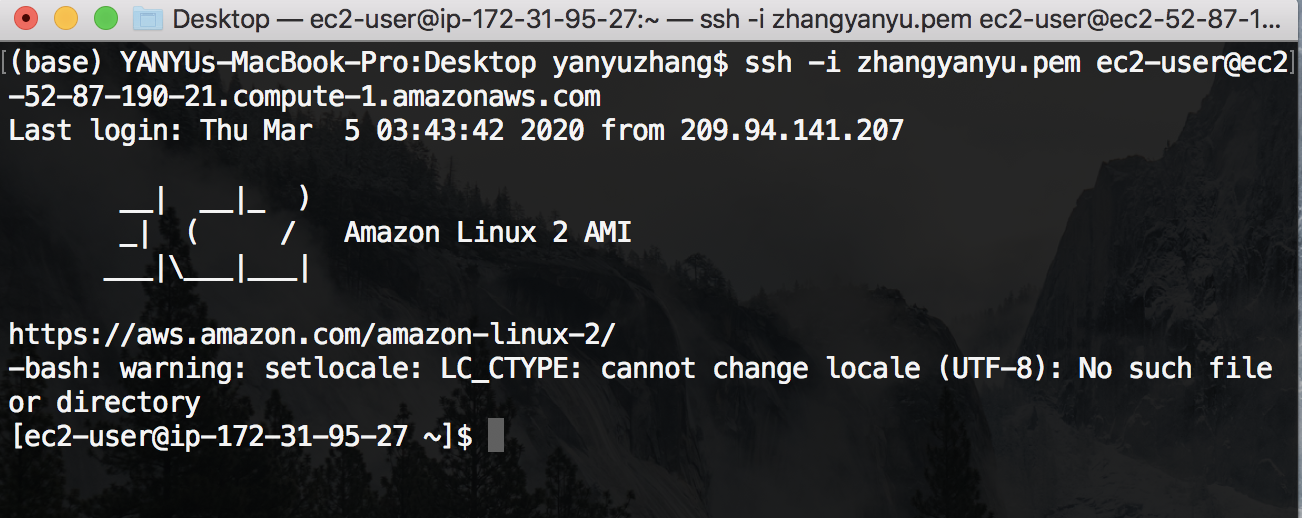 Desktop — ec2-user@ip-172-31-95-27:~ — ssh -i zhangyanyu.pem ec2-user@ec2-52-87-1...
[(base) YANYUs-MacBook-Pro:Desktop yanyuzhang$ ssh -i zhangyanyu.pem ec2-user@ec2]
-52-87-190-21.compute-1.amazonaws.com
Last login: Thu Mar  5 03:43:42 2020 from 209.94.141.207
       __|  __|_  )
       _|  (     /   Amazon Linux 2 AMI
      ___|\___|___|
https://aws.amazon.com/amazon-linux-2/
-bash: warning: setlocale: LC_CTYPE: cannot change locale (UTF-8): No such file
or directory
[ec2-user@ip-172-31-95-27 ~]$